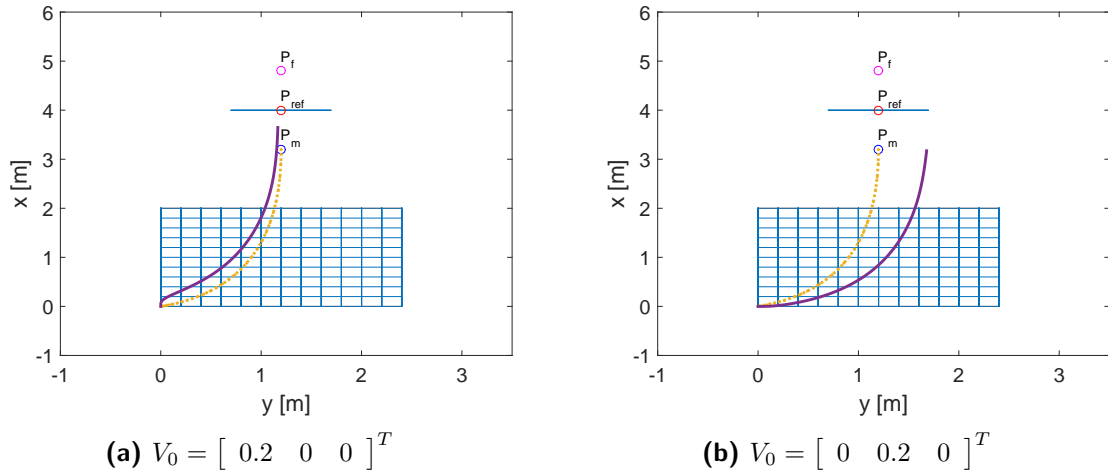 6
5
4
3
2
1
0
-1
x [m]
P_f
P_ref
P_m
-1 0 1 2 3
y [m]
(a) V_0 = [ 0.2 0 0 ]^T
6
5
4
3
2
1
0
-1
x [m]
P_f
P_ref
P_m
-1 0 1 2 3
y [m]
(b) V_0 = [ 0 0.2 0 ]^T